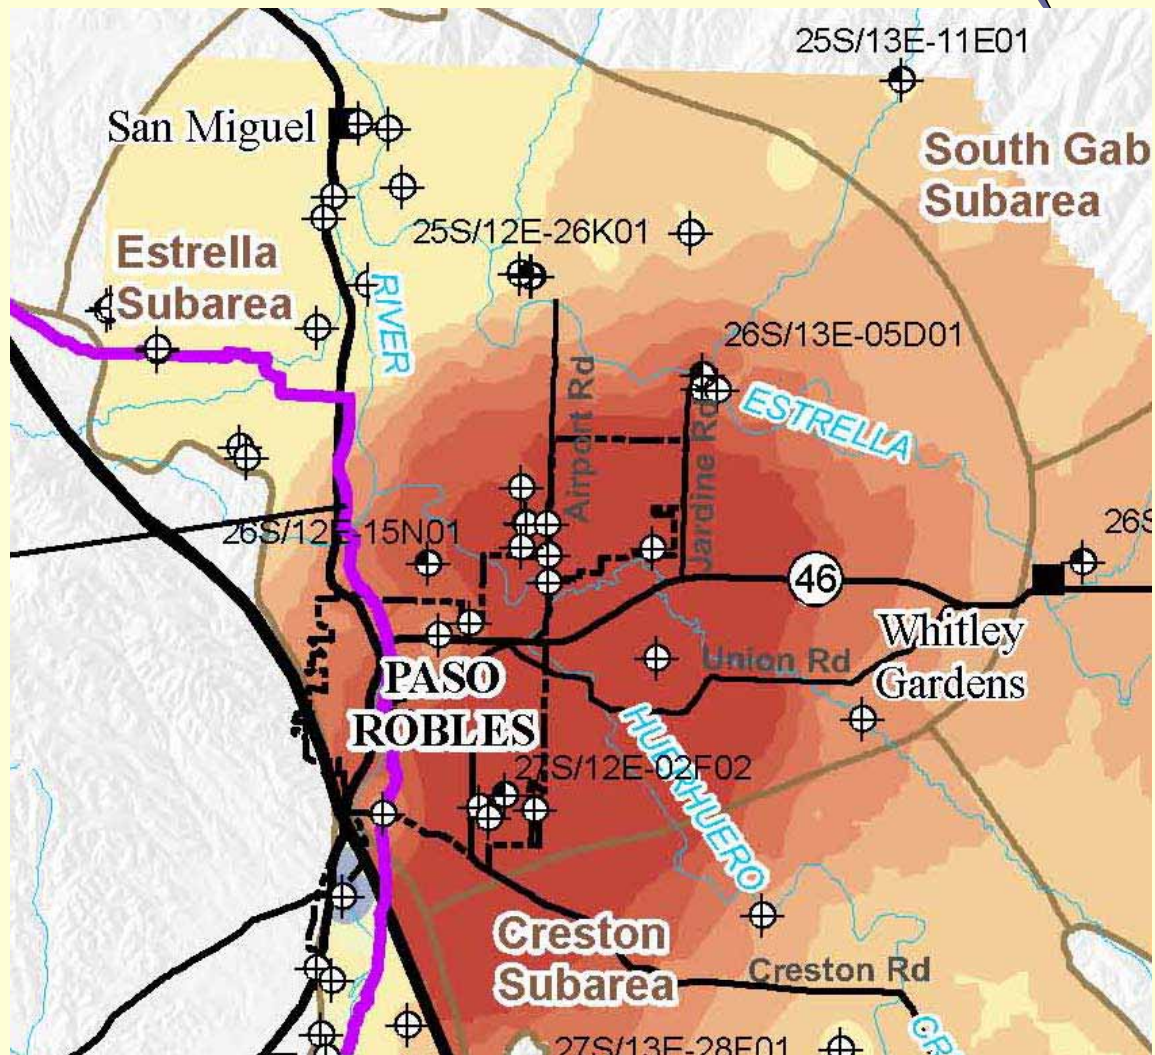 25S/13E-11E01
San Miguel
South Gab
Subarea
25S/12E-26K01
Estrella
Subarea
RIVER
26S/13E-05D01
Airport Rd
Jardine Rd
ESTRELLA
26S/12E-15N01
26S
46
Whitley
Gardens
Union Rd
PASO
ROBLES
HUERHUERO
27S/12E-02F02
Creston
Subarea
Creston Rd
CR
27S/13E-28F01